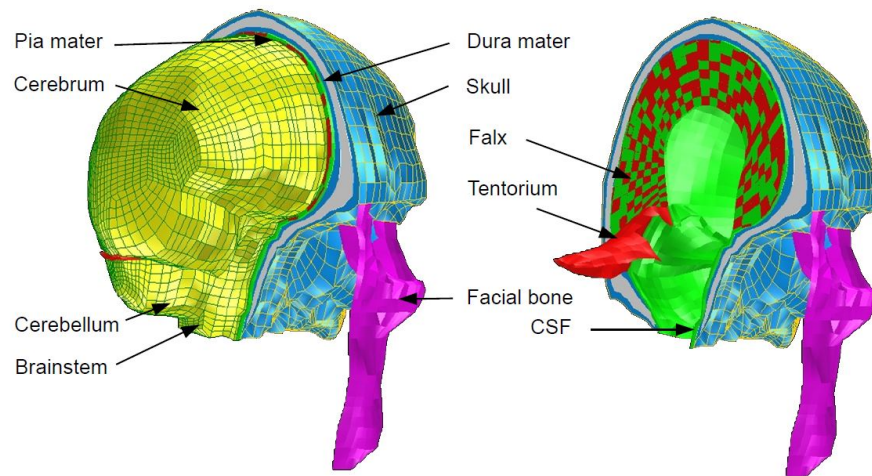 Pia mater
Cerebrum
Cerebellum
Brainstem
Dura mater
Skull
Falx
Tentorium
Facial bone
CSF